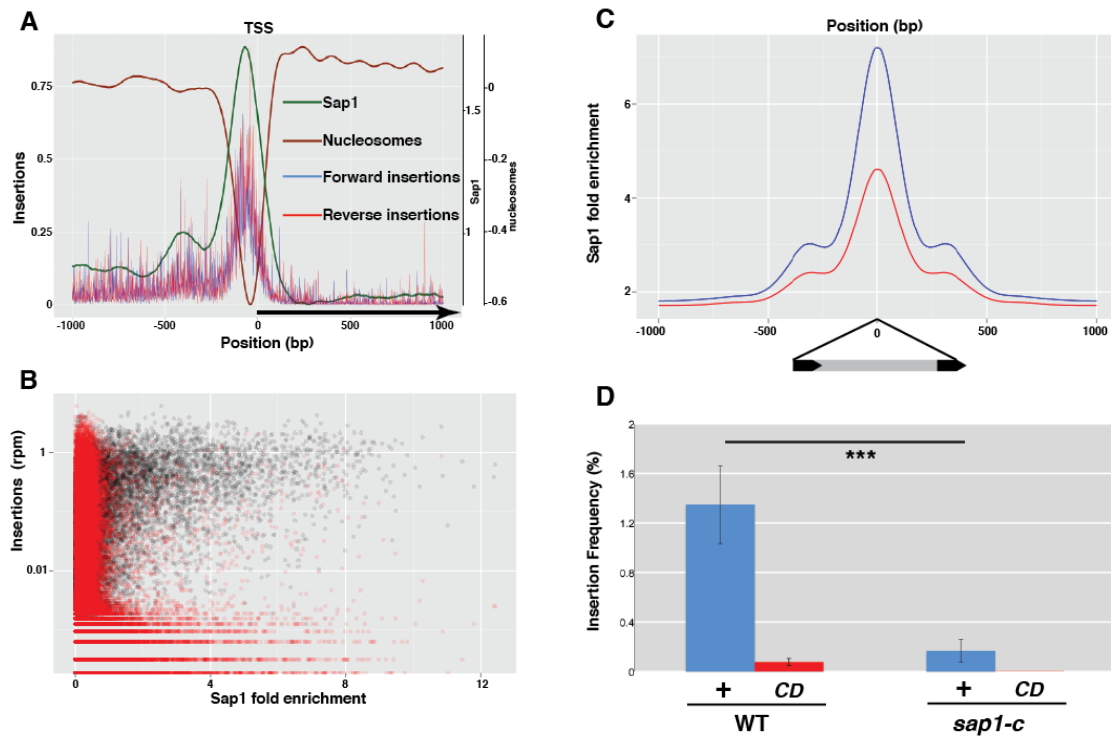 A
TSS
Insertions
0.75
0.5
0.25
0
-1000
-500
0
500
1000
Position (bp)
Sap1
Nucleosomes
Forward insertions
Reverse insertions
1.5
1
Sap1
nucleosomes
0
-0.2
-0.4
-0.6
B
Insertions (rpm)
1
0.01
0
4
8
12
Sap1 fold enrichment
C
Position (bp)
Sap1 fold enrichment
6
4
2
-1000
-500
0
500
1000
D
Insertion Frequency (%)
2
1.6
1.2
0.8
0.4
0
***
+
CD
+
CD
WT
sap1-c